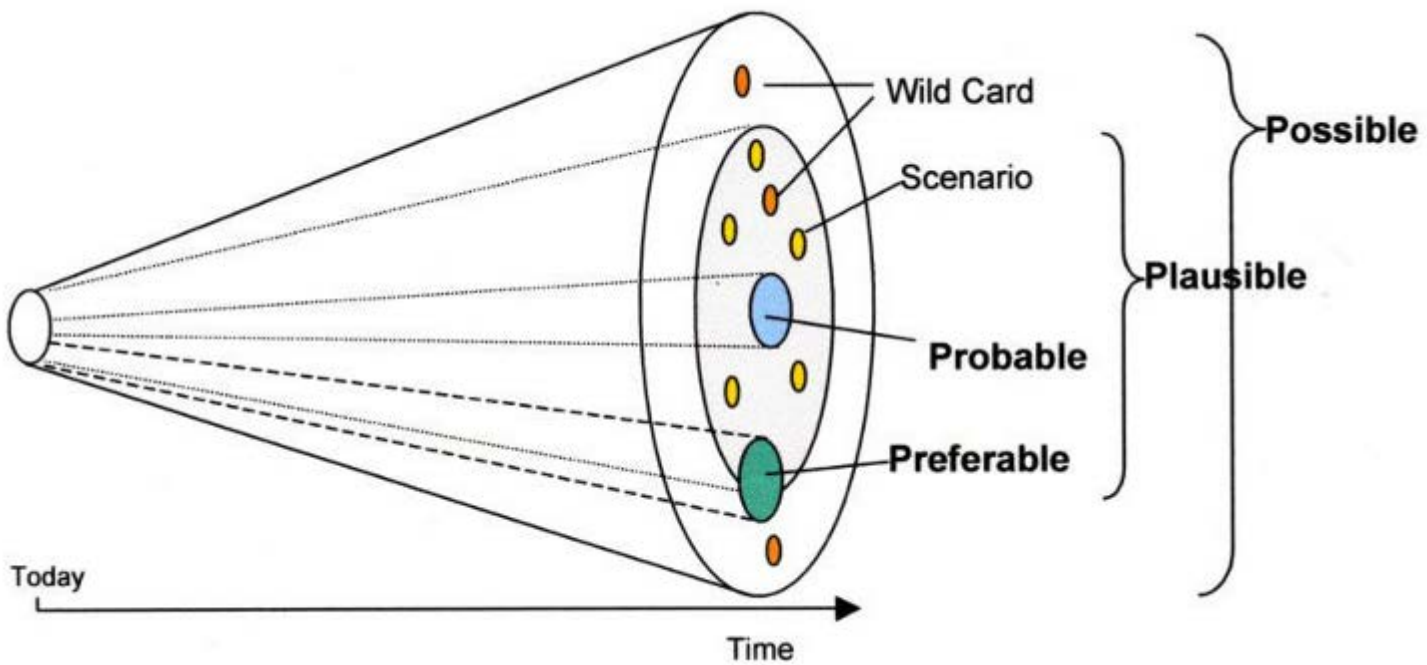 Wild Card
Possible
Scenario
Plausible
Probable
Preferable
Today
Time